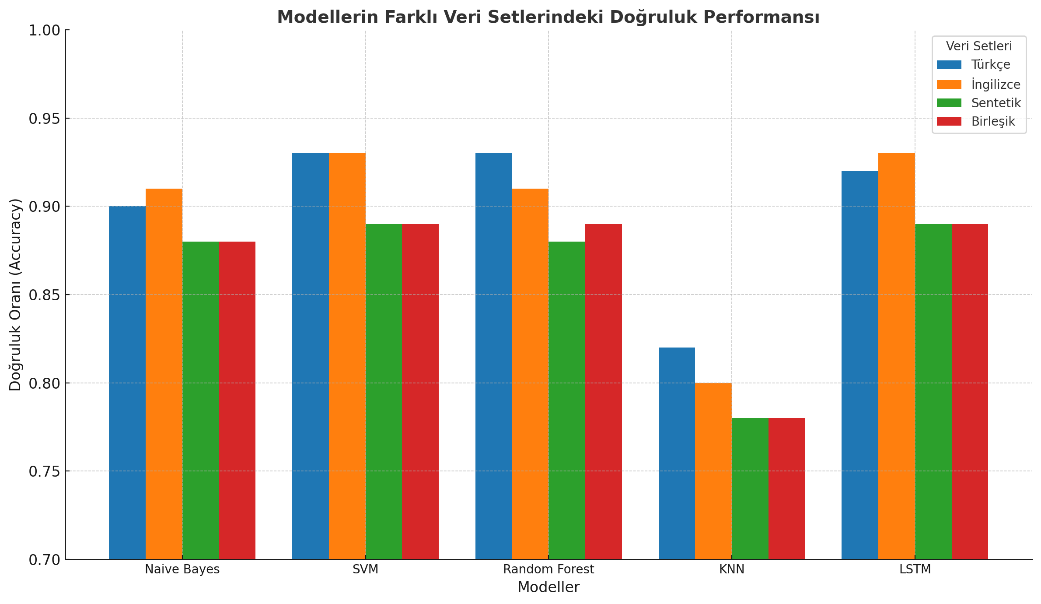 Modellerin Farklı Veri Setlerindeki Doğruluk Performansı
Doğruluk Oranı (Accuracy)
1.00
0.95
0.90
0.85
0.80
0.75
0.70
Veri Setleri
Türkçe
İngilizce
Sentetik
Birleşik
Naive Bayes
SVM
Random Forest
KNN
LSTM
Modeller